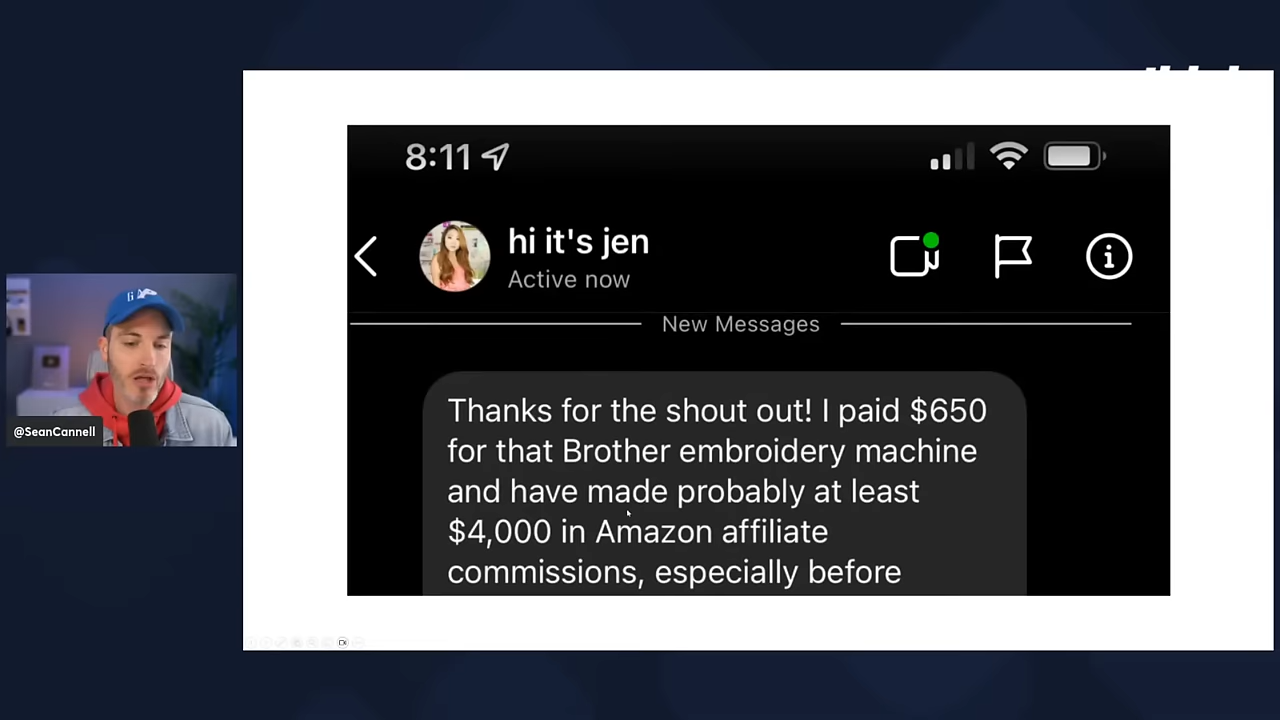 8:11
hi it's jen
Active now
New Messages
Thanks for the shout out! I paid $650
for that Brother embroidery machine
and have made probably at least
$4,000 in Amazon affiliate
commissions, especially before
@SeanCannell